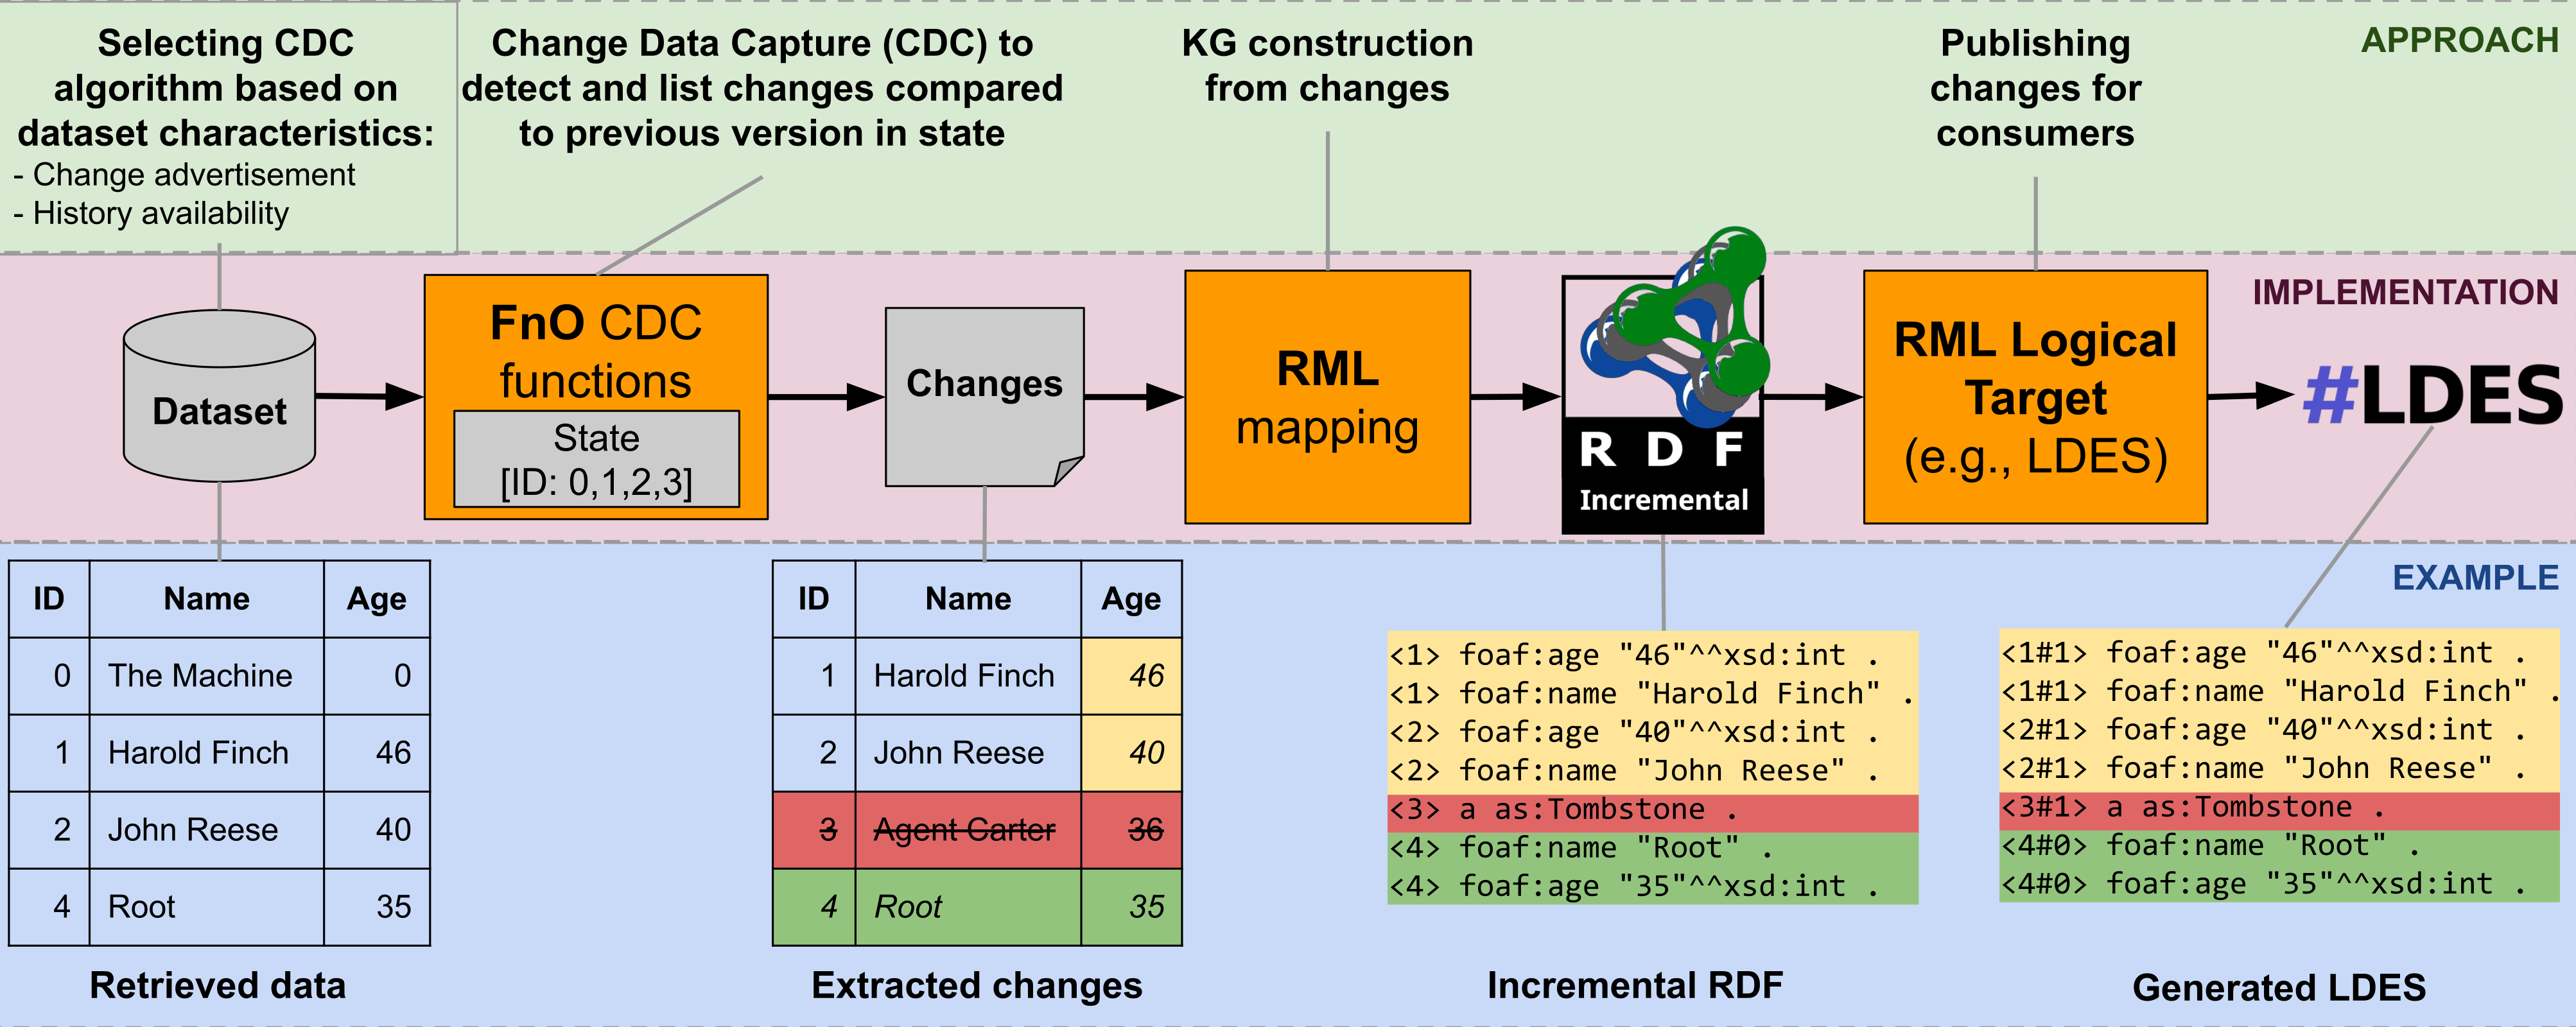 Selecting CDC
algorithm based on
dataset characteristics:
- Change advertisement
- History availability
Change Data Capture (CDC) to
detect and list changes compared
to previous version in state
KG construction
from changes
Publishing
changes for
consumers
APPROACH
IMPLEMENTATION
Dataset
FnO CDC
functions
State
[ID: 0,1,2,3]
Changes
RML
mapping
RDF
Incremental
RML Logical
Target
(e.g., LDES)
#LDES
EXAMPLE
ID Name Age
0 The Machine 0
1 Harold Finch 46
2 John Reese 40
4 Root 35
Retrieved data
ID Name Age
1 Harold Finch 46
2 John Reese 40
3 Agent Carter 36
4 Root 35
Extracted changes
<1> foaf:age "46"^^xsd:int .
<1> foaf:name "Harold Finch" .
<2> foaf:age "40"^^xsd:int .
<2> foaf:name "John Reese" .
<3> a as:Tombstone .
<4> foaf:name "Root" .
<4> foaf:age "35"^^xsd:int .
Incremental RDF
<1#1> foaf:age "46"^^xsd:int .
<1#1> foaf:name "Harold Finch" .
<2#1> foaf:age "40"^^xsd:int .
<2#1> foaf:name "John Reese" .
<3#1> a as:Tombstone .
<4#0> foaf:name "Root" .
<4#0> foaf:age "35"^^xsd:int .
Generated LDES